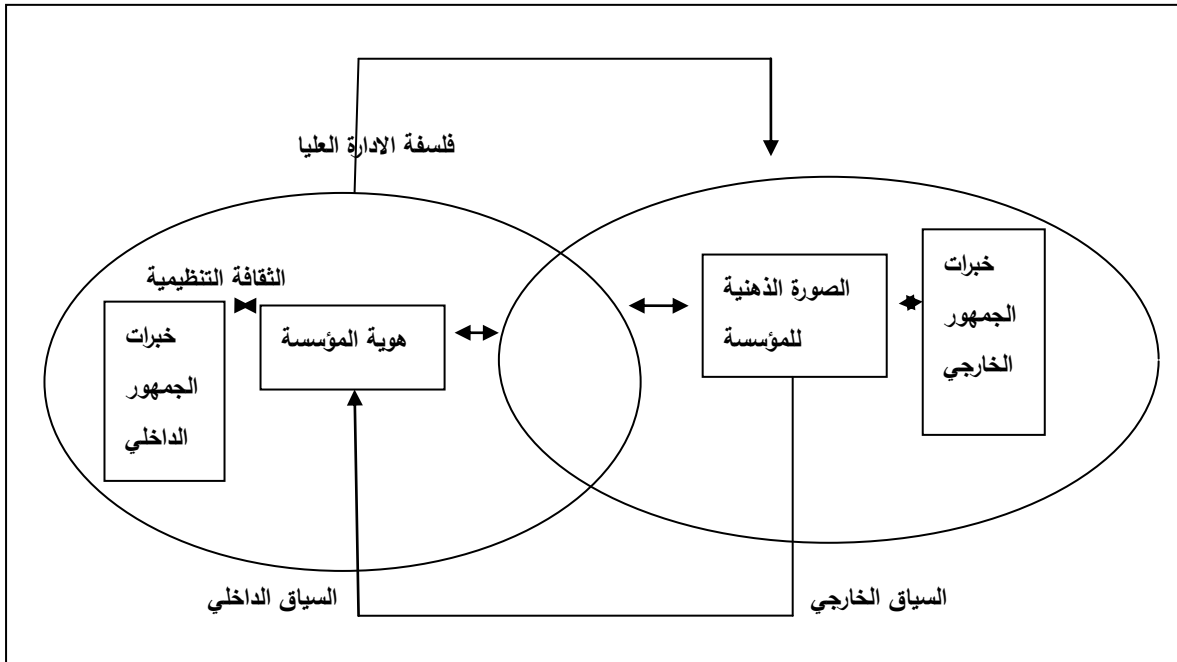 فلسفة الادارة العليا
خبرات
الجمهور
الخارجي
الصورة الذهنية
للمؤسسة
الثقافة التنظيمية
هوية المؤسسة
خبرات
الجمهور
الداخلي
السياق الخارجي
السياق الداخلي